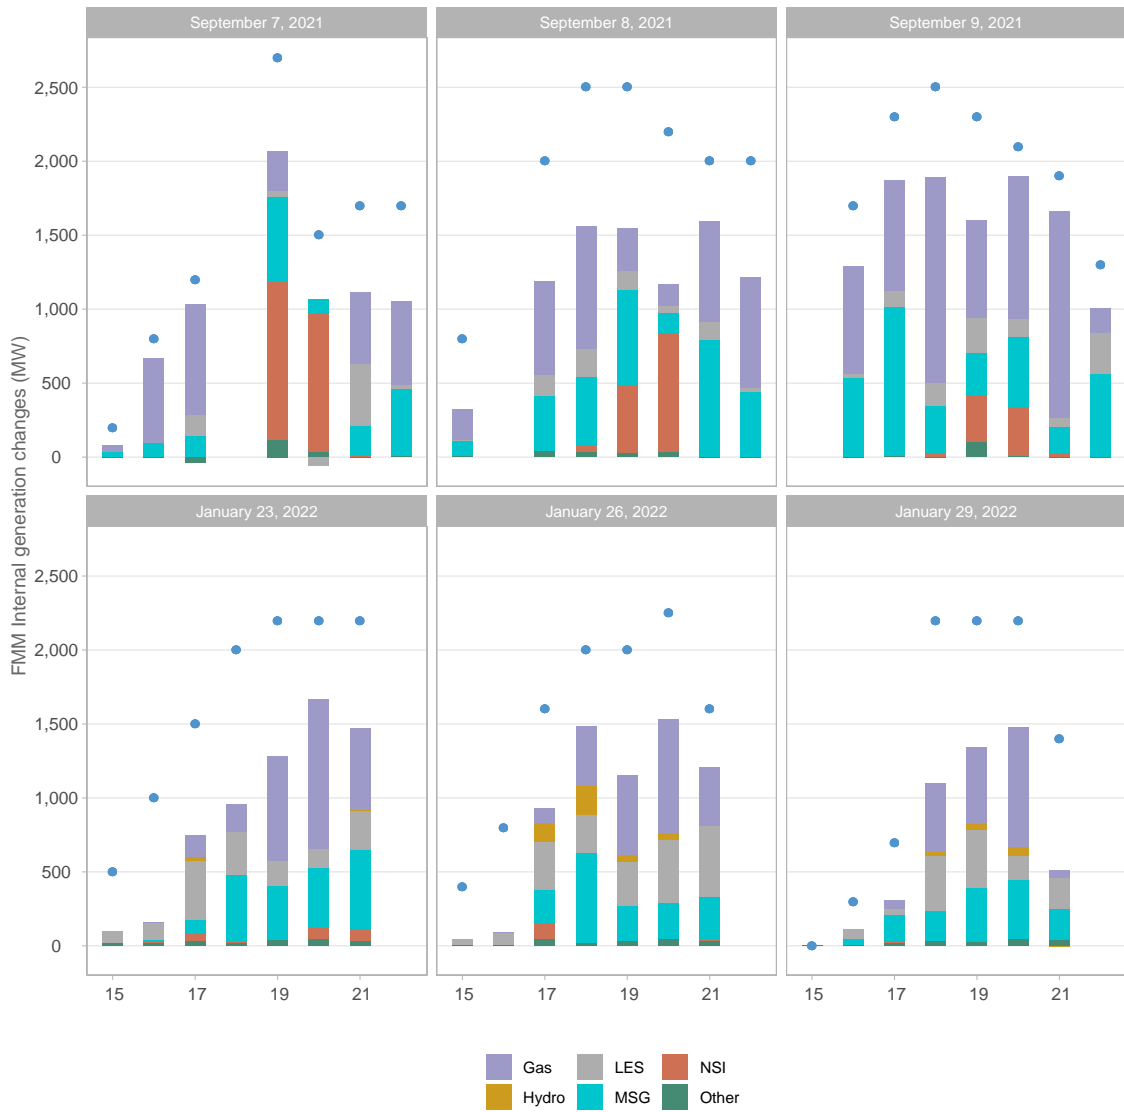 September 7, 2021
September 8, 2021
September 9, 2021
2,500
2,000
1,500
1,000
500
0
January 23, 2022
January 26, 2022
January 29, 2022
2,500
2,000
1,500
1,000
500
0
FMM Internal generation changes (MW)
15 17 19 21
15 17 19 21
15 17 19 21
Gas LES NSI
Hydro MSG Other